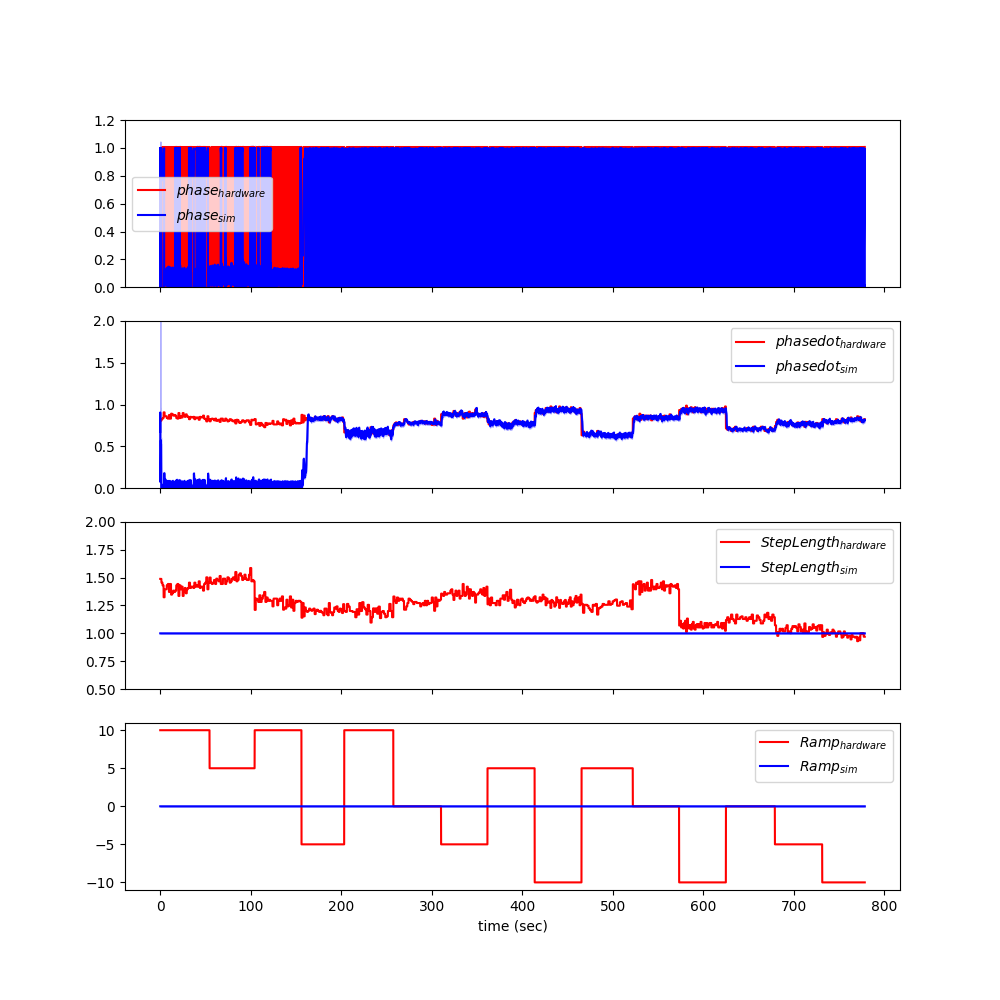 1.2
1.0
0.8
0.6
0.4
0.2
0.0
phase_hardware
phase_sim
2.0
1.5
1.0
0.5
0.0
phasedot_hardware
phasedot_sim
2.00
1.75
1.50
1.25
1.00
0.75
0.50
StepLength_hardware
StepLength_sim
10
5
0
−5
−10
Ramp_hardware
Ramp_sim
0 100 200 300 400 500 600 700 800
time (sec)